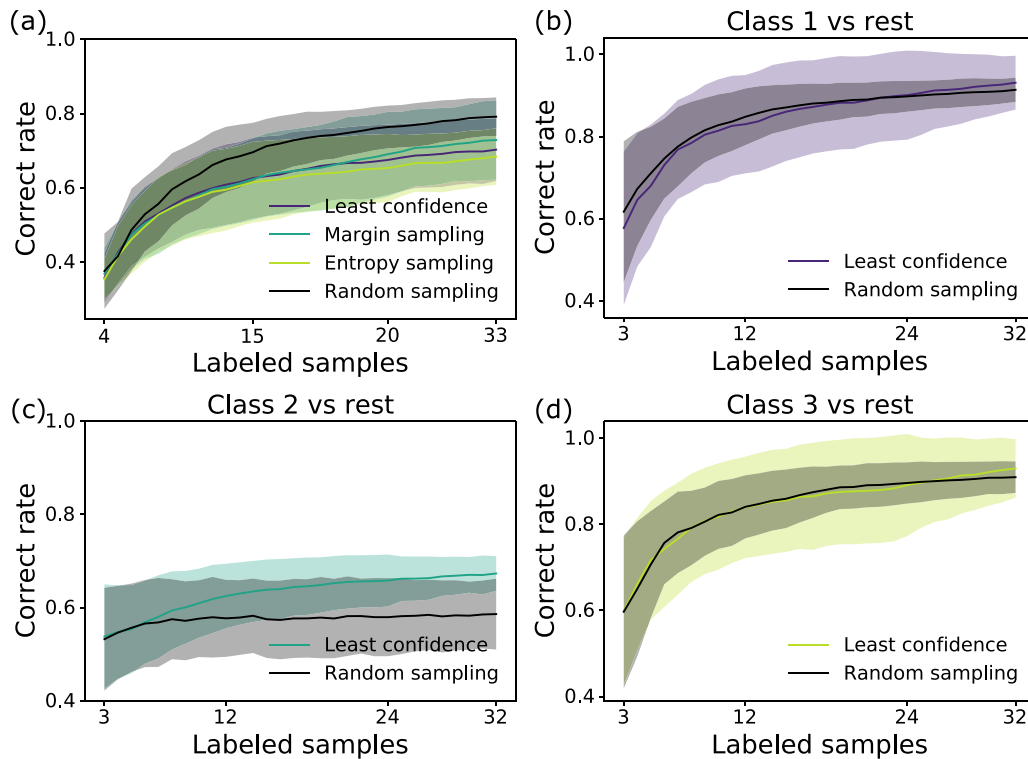 (a)
1.0
0.8
0.6
0.4
Correct rate
Least confidence
Margin sampling
Entropy sampling
Random sampling
4 15 20 33
Labeled samples
(b) Class 1 vs rest
1.0
0.8
0.6
0.4
Correct rate
Least confidence
Random sampling
3 12 24 32
Labeled samples
(c) Class 2 vs rest
1.0
0.8
0.6
0.4
Correct rate
Least confidence
Random sampling
3 12 24 32
Labeled samples
(d) Class 3 vs rest
1.0
0.8
0.6
0.4
Correct rate
Least confidence
Random sampling
3 12 24 32
Labeled samples